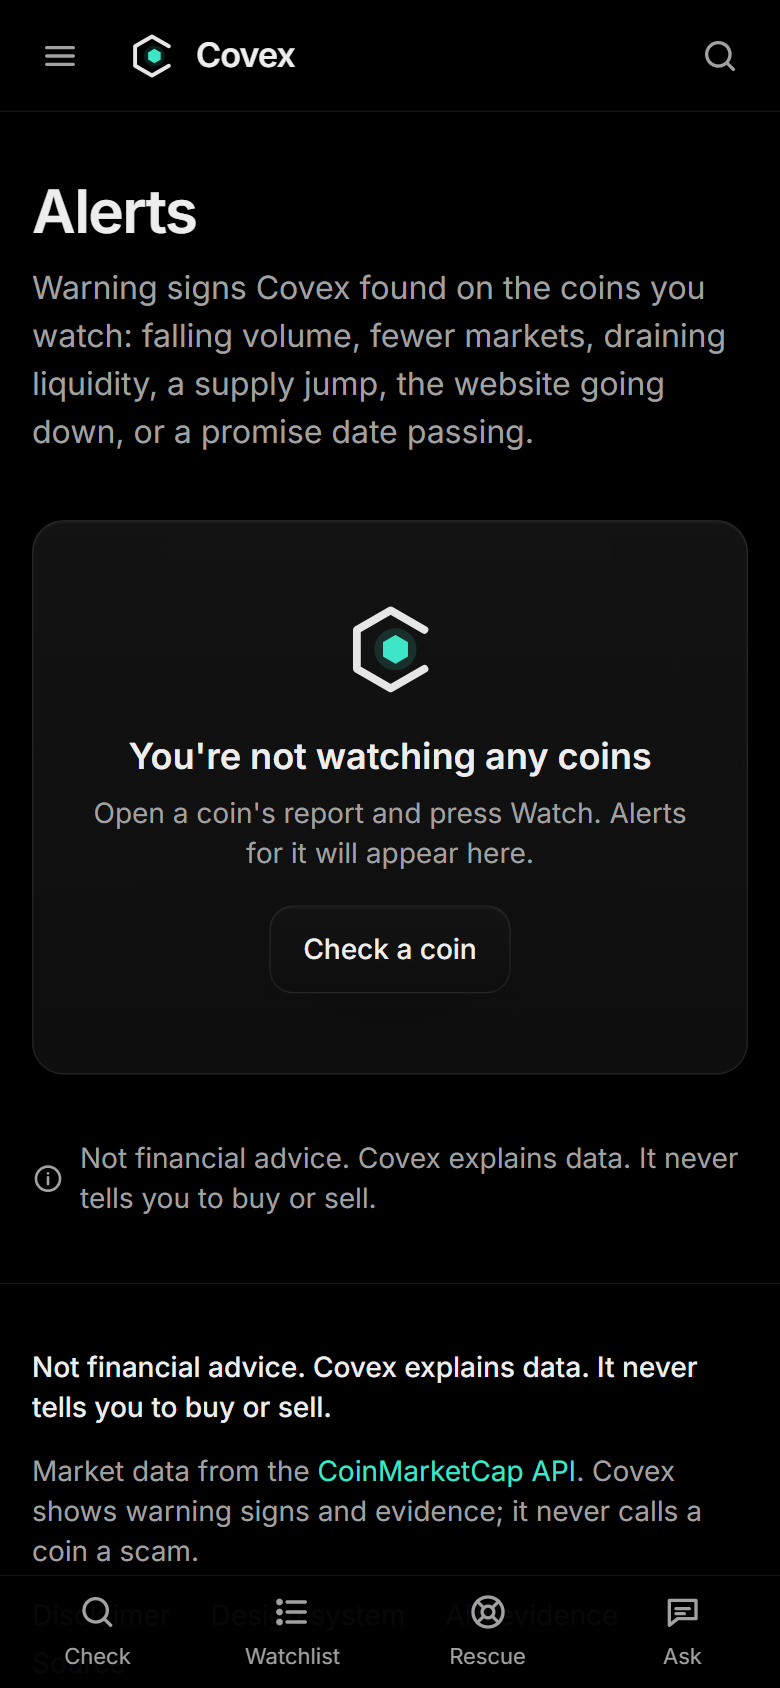 Covex
Alerts
Warning signs Covex found on the coins you
watch: falling volume, fewer markets, draining
liquidity, a supply jump, the website going
down, or a promise date passing.
You're not watching any coins
Open a coin's report and press Watch. Alerts
for it will appear here.
Check a coin
Not financial advice. Covex explains data. It never
tells you to buy or sell.
Not financial advice. Covex explains data. It never
tells you to buy or sell.
Market data from the CoinMarketCap API. Covex
shows warning signs and evidence; it never calls a
coin a scam.
Disclaimer Design system evidence
Source
Check Watchlist Rescue Ask